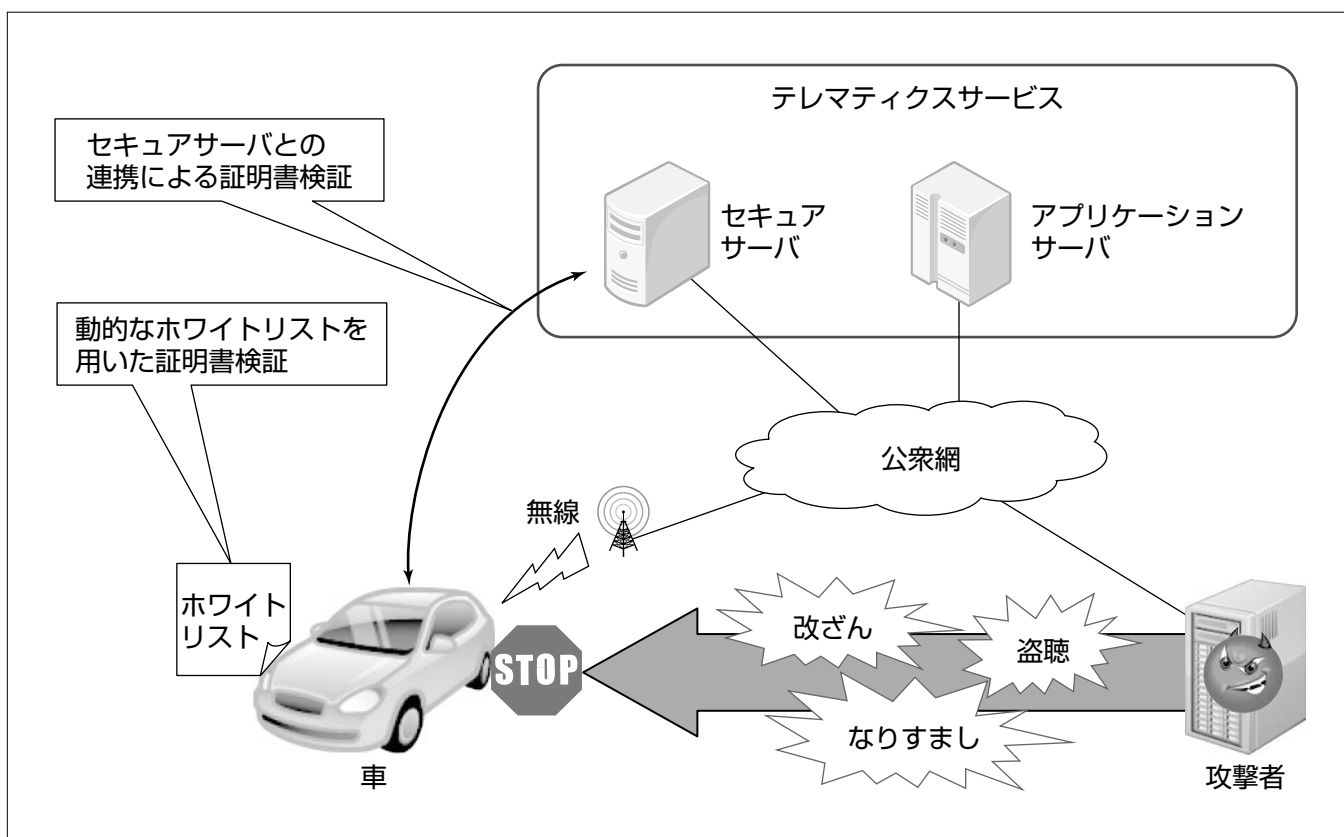 テレマティクスサービス
セキュアサーバとの
連携による証明書検証
セキュア
サーバ
アプリケーション
サーバ
動的なホワイトリストを
用いた証明書検証
公衆網
無線
ホワイト
リスト
STOP
改ざん
盗聴
なりすまし
車
攻撃者